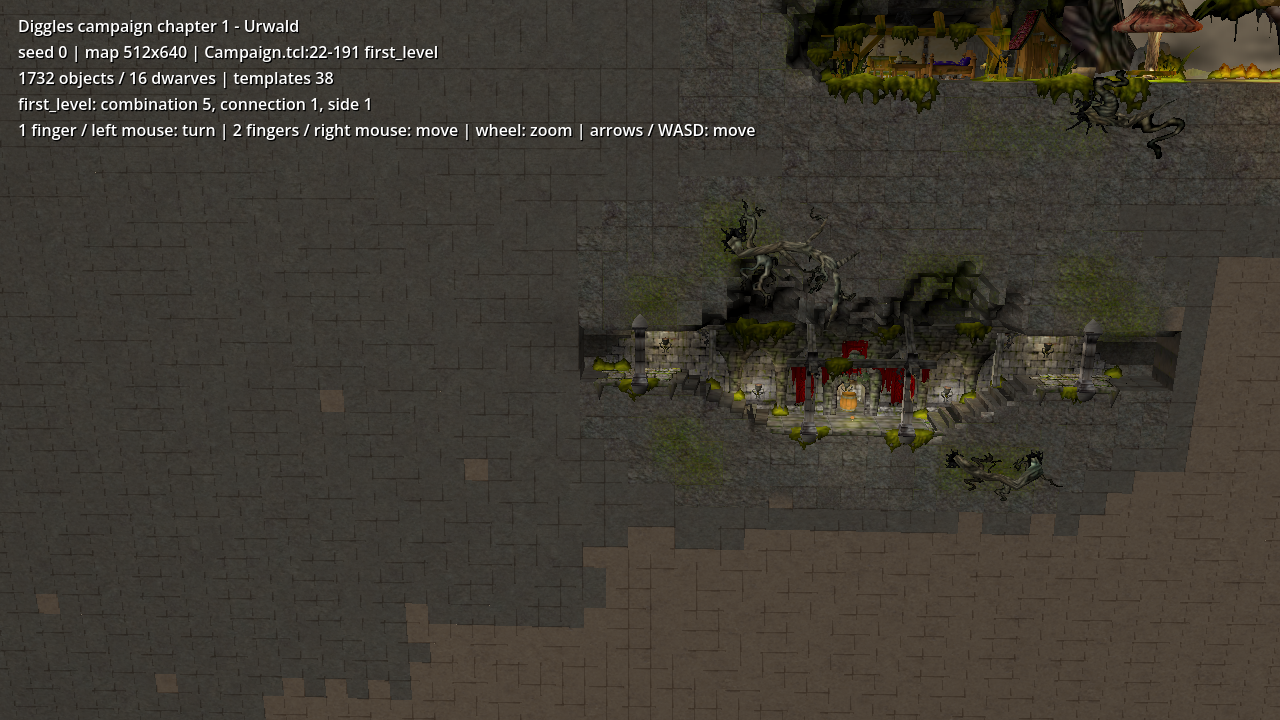 Diggles campaign chapter 1 - Urwald
seed 0 | map 512x640 | Campaign.tcl:22-191 first_level
1732 objects / 16 dwarves | templates 38
first_level: combination 5, connection 1, side 1
1 finger / left mouse: turn | 2 fingers / right mouse: move | wheel: zoom | arrows / WASD: move